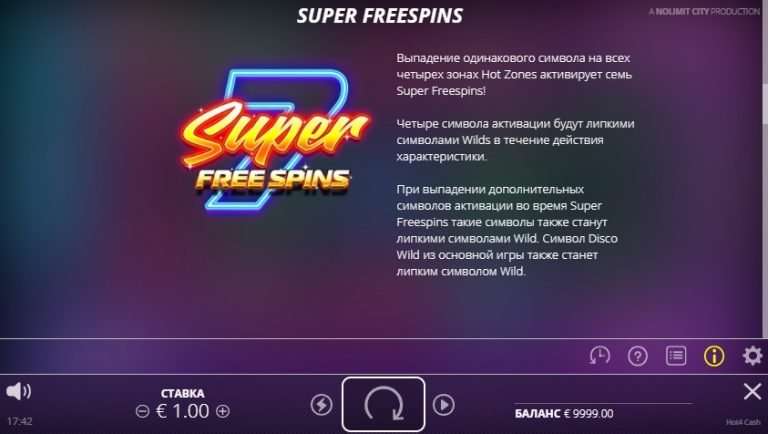 SUPER FREESPINS
A NOLIMIT CITY PRODUCTION
Выпадение одинакового символа на всех
четырех зонах Hot Zones активирует семь
Super Freespins!
Четыре символа активации будут липкими
символами Wilds в течение действия
характеристики.
При выпадении дополнительных
символов активации во время Super
Freespins такие символы также станут
липкими символами Wild. Символ Disco
Wild из основной игры также станет
липким символом Wild.
7
Super
FREE SPINS
СТАВКА
€ 1.00
БАЛАНС € 9999.00
17:42
Hot4 Cash